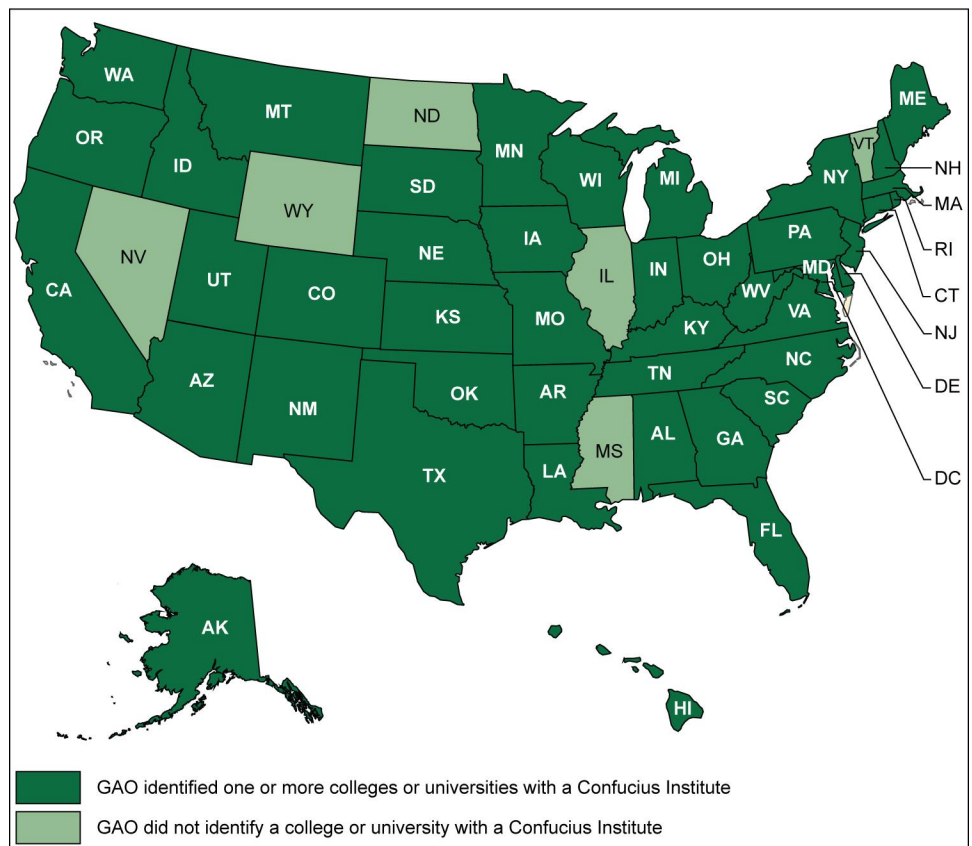 WA
MT
ND
ME
OR
MN
VT
ID
SD
WI
MI
NY
NH
WY
MA
NV
NE
IA
PA
RI
UT
CO
IL
IN
OH
MD
CT
CA
WV
KS
MO
KY
VA
NJ
AZ
NM
OK
AR
TN
NC
DE
SC
MS
AL
GA
DC
TX
LA
FL
AK
HI
GAO identified one or more colleges or universities with a Confucius Institute
GAO did not identify a college or university with a Confucius Institute